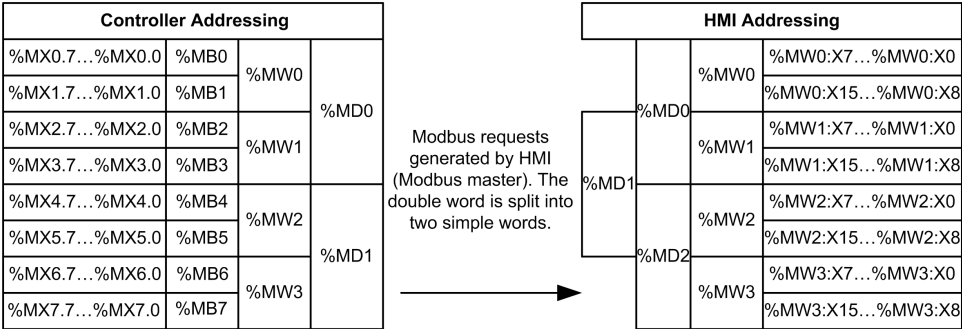 Controller Addressing
%MX0.7…%MX0.0 %MB0 %MW0 %MD0
%MX1.7…%MX1.0 %MB1
%MX2.7…%MX2.0 %MB2 %MW1
%MX3.7…%MX3.0 %MB3
%MX4.7…%MX4.0 %MB4 %MW2 %MD1
%MX5.7…%MX5.0 %MB5
%MX6.7…%MX6.0 %MB6 %MW3
%MX7.7…%MX7.0 %MB7
Modbus requests
generated by HMI
(Modbus master). The
double word is split into
two simple words.
HMI Addressing
%MD0 %MW0 %MW0:X7…%MW0:X0
%MW0:X15…%MW0:X8
%MD1 %MW1 %MW1:X7…%MW1:X0
%MW1:X15…%MW1:X8
%MD2 %MW2 %MW2:X7…%MW2:X0
%MW2:X15…%MW2:X8
%MW3 %MW3:X7…%MW3:X0
%MW3:X15…%MW3:X8